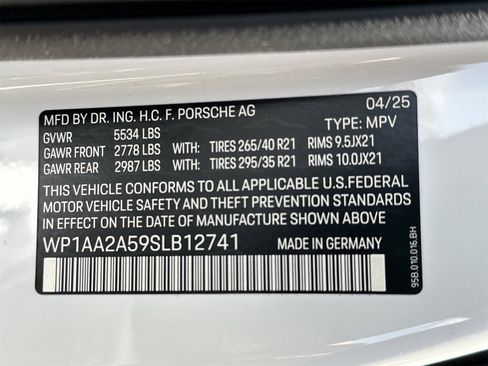 MFD BY DR. ING. H.C. F. PORSCHE AG 04/25
GVWR 5534 LBS TYPE: MPV
GAWR FRONT 2778 LBS WITH: TIRES 265/40 R21 RIMS 9.5JX21
GAWR REAR 2987 LBS WITH: TIRES 295/35 R21 RIMS 10.0JX21
THIS VEHICLE CONFORMS TO ALL APPLICABLE U.S.FEDERAL
MOTOR VEHICLE SAFETY AND THEFT PREVENTION STANDARDS
IN EFFECT ON THE DATE OF MANUFACTURE SHOWN ABOVE
WP1AA2A59SLB12741 MADE IN GERMANY
95B.010.016.BH